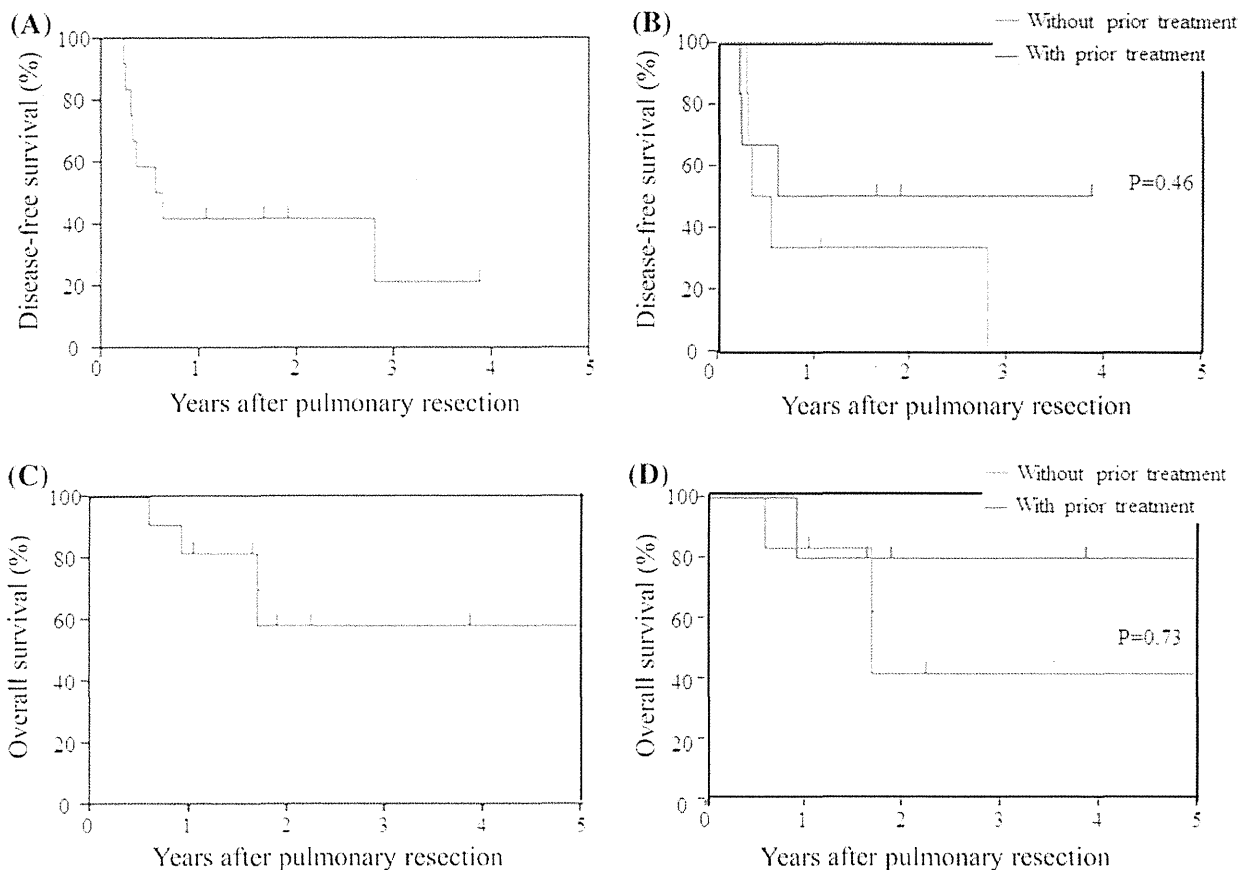 (A)
100
80
60
40
20
0
Disease-free survival (%)
0 1 2 3 4 5
Years after pulmonary resection
(B)
Without prior treatment
With prior treatment
100
80
60
40
20
0
Disease-free survival (%)
P=0.46
0 1 2 3 4 5
Years after pulmonary resection
(C)
100
80
60
40
20
0
Overall survival (%)
0 1 2 3 4 5
Years after pulmonary resection
(D)
Without prior treatment
With prior treatment
100
80
60
40
20
0
Overall survival (%)
P=0.73
0 1 2 3 4 5
Years after pulmonary resection